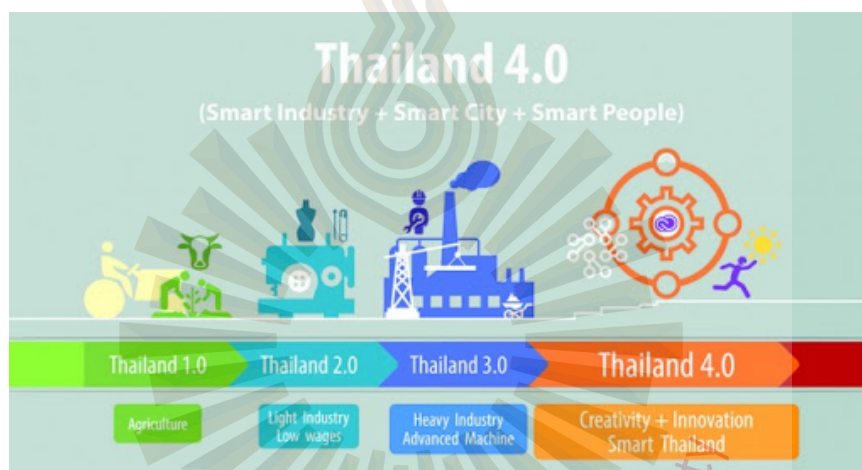 Thailand 4.0
(Smart Industry + Smart City + Smart People)
Thailand 1.0
Thailand 2.0
Thailand 3.0
Thailand 4.0
Agriculture
Light Industry
Low wages
Heavy Industry
Advanced Machine
Creativity + Innovation
Smart Thailand